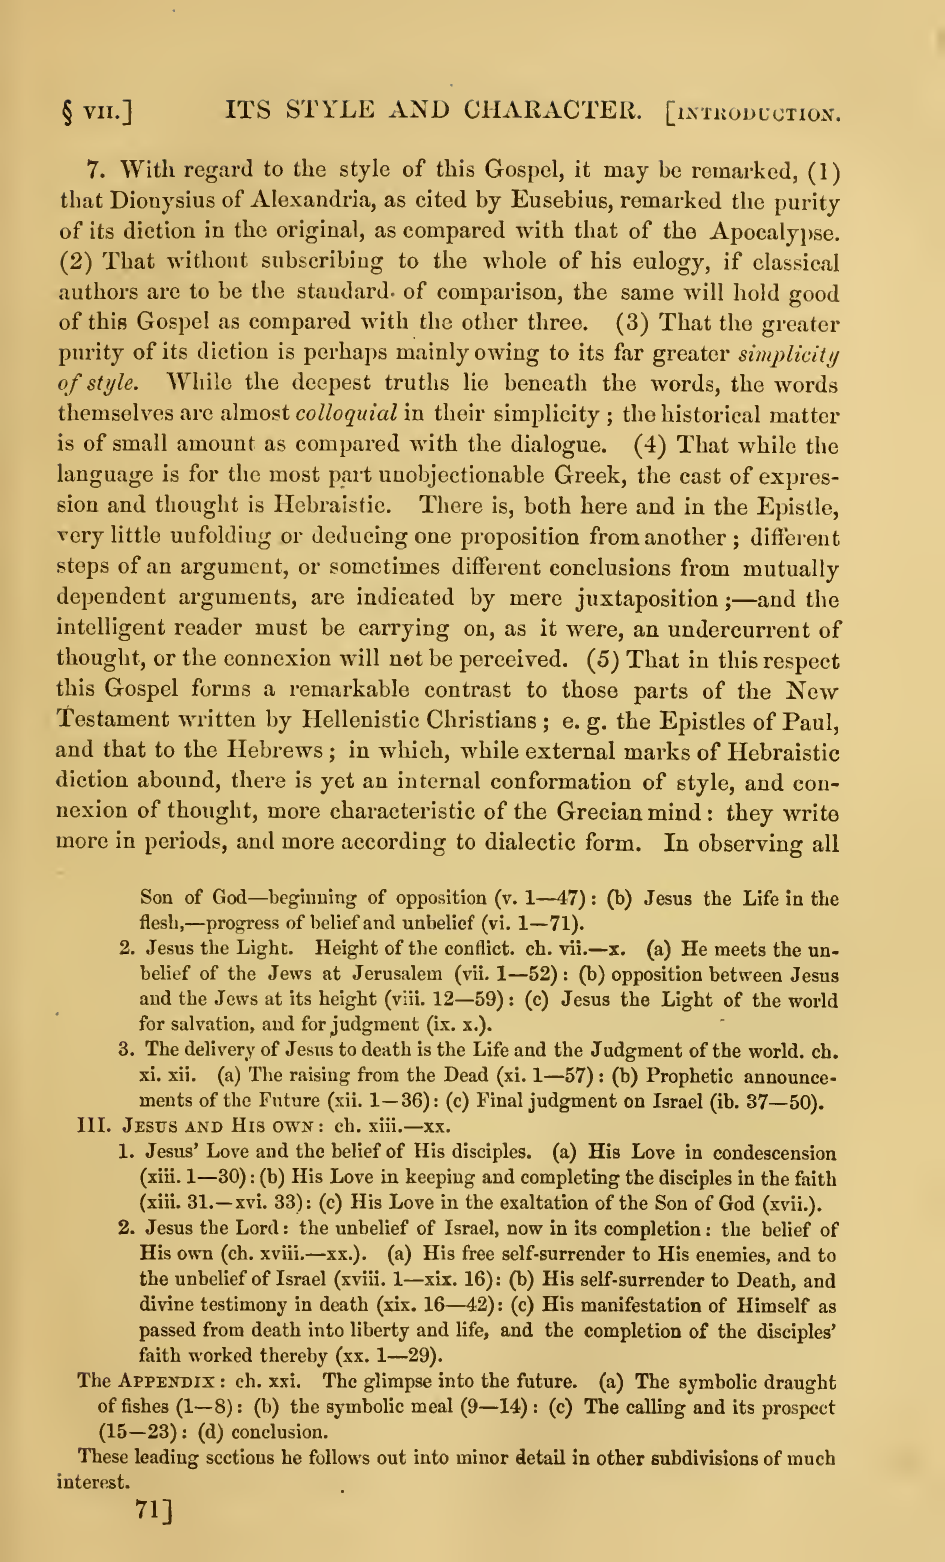 § VII.] ITS STYLE AND CHARACTER. [INTRODUCTION.
7. With regard to the style of this Gospel, it may be remarked, (1)
that Dionysius of Alexandria, as cited by Eusebius, remarked the purity
of its diction in the original, as compared with that of the Apocalypse.
(2) That without subscribing to the whole of his eulogy, if classical
authors are to be the standard of comparison, the same will hold good
of this Gospel as compared with the other three. (3) That the greater
purity of its diction is perhaps mainly owing to its far greater simplicity
of style. While the deepest truths lie beneath the words, the words
themselves are almost colloquial in their simplicity ; the historical matter
is of small amount as compared with the dialogue. (4) That while the
language is for the most part unobjectionable Greek, the cast of expres-
sion and thought is Hebraistic. There is, both here and in the Epistle,
very little unfolding or deducing one proposition from another ; different
steps of an argument, or sometimes different conclusions from mutually
dependent arguments, are indicated by mere juxtaposition ;—and the
intelligent reader must be carrying on, as it were, an undercurrent of
thought, or the connexion will not be perceived. (5) That in this respect
this Gospel forms a remarkable contrast to those parts of the New
Testament written by Hellenistic Christians ; e. g. the Epistles of Paul,
and that to the Hebrews ; in which, while external marks of Hebraistic
diction abound, there is yet an internal conformation of style, and con-
nexion of thought, more characteristic of the Grecian mind : they write
more in periods, and more according to dialectic form. In observing all
Son of God—beginning of opposition (v. 1—47) : (b) Jesus the Life in the
flesh,—progress of belief and unbelief (vi. 1—71).
2. Jesus the Light. Height of the conflict. ch. vii.—x. (a) He meets the un-
belief of the Jews at Jerusalem (vii. 1—52) : (b) opposition between Jesus
and the Jews at its height (viii. 12—59) : (c) Jesus the Light of the world
for salvation, and for judgment (ix. x.).
3. The delivery of Jesus to death is the Life and the Judgment of the world. ch.
xi. xii. (a) The raising from the Dead (xi. 1—57) : (b) Prophetic announce-
ments of the Future (xii. 1—36) : (c) Final judgment on Israel (ib. 37—50).
III. JESUS AND HIS OWN : ch. xiii.—xx.
1. Jesus' Love and the belief of His disciples. (a) His Love in condescension
(xiii. 1—30) : (b) His Love in keeping and completing the disciples in the faith
(xiii. 31.—xvi. 33) : (c) His Love in the exaltation of the Son of God (xvii.).
2. Jesus the Lord : the unbelief of Israel, now in its completion : the belief of
His own (ch. xviii.—xx.). (a) His free self-surrender to His enemies, and to
the unbelief of Israel (xviii. 1—xix. 16) : (b) His self-surrender to Death, and
divine testimony in death (xix. 16—42) : (c) His manifestation of Himself as
passed from death into liberty and life, and the completion of the disciples'
faith worked thereby (xx. 1—29).
The APPENDIX : ch. xxi. The glimpse into the future. (a) The symbolic draught
of fishes (1—8) : (b) the symbolic meal (9—14) : (c) The calling and its prospect
(15—23) : (d) conclusion.
These leading sections he follows out into minor detail in other subdivisions of much
interest.
71]